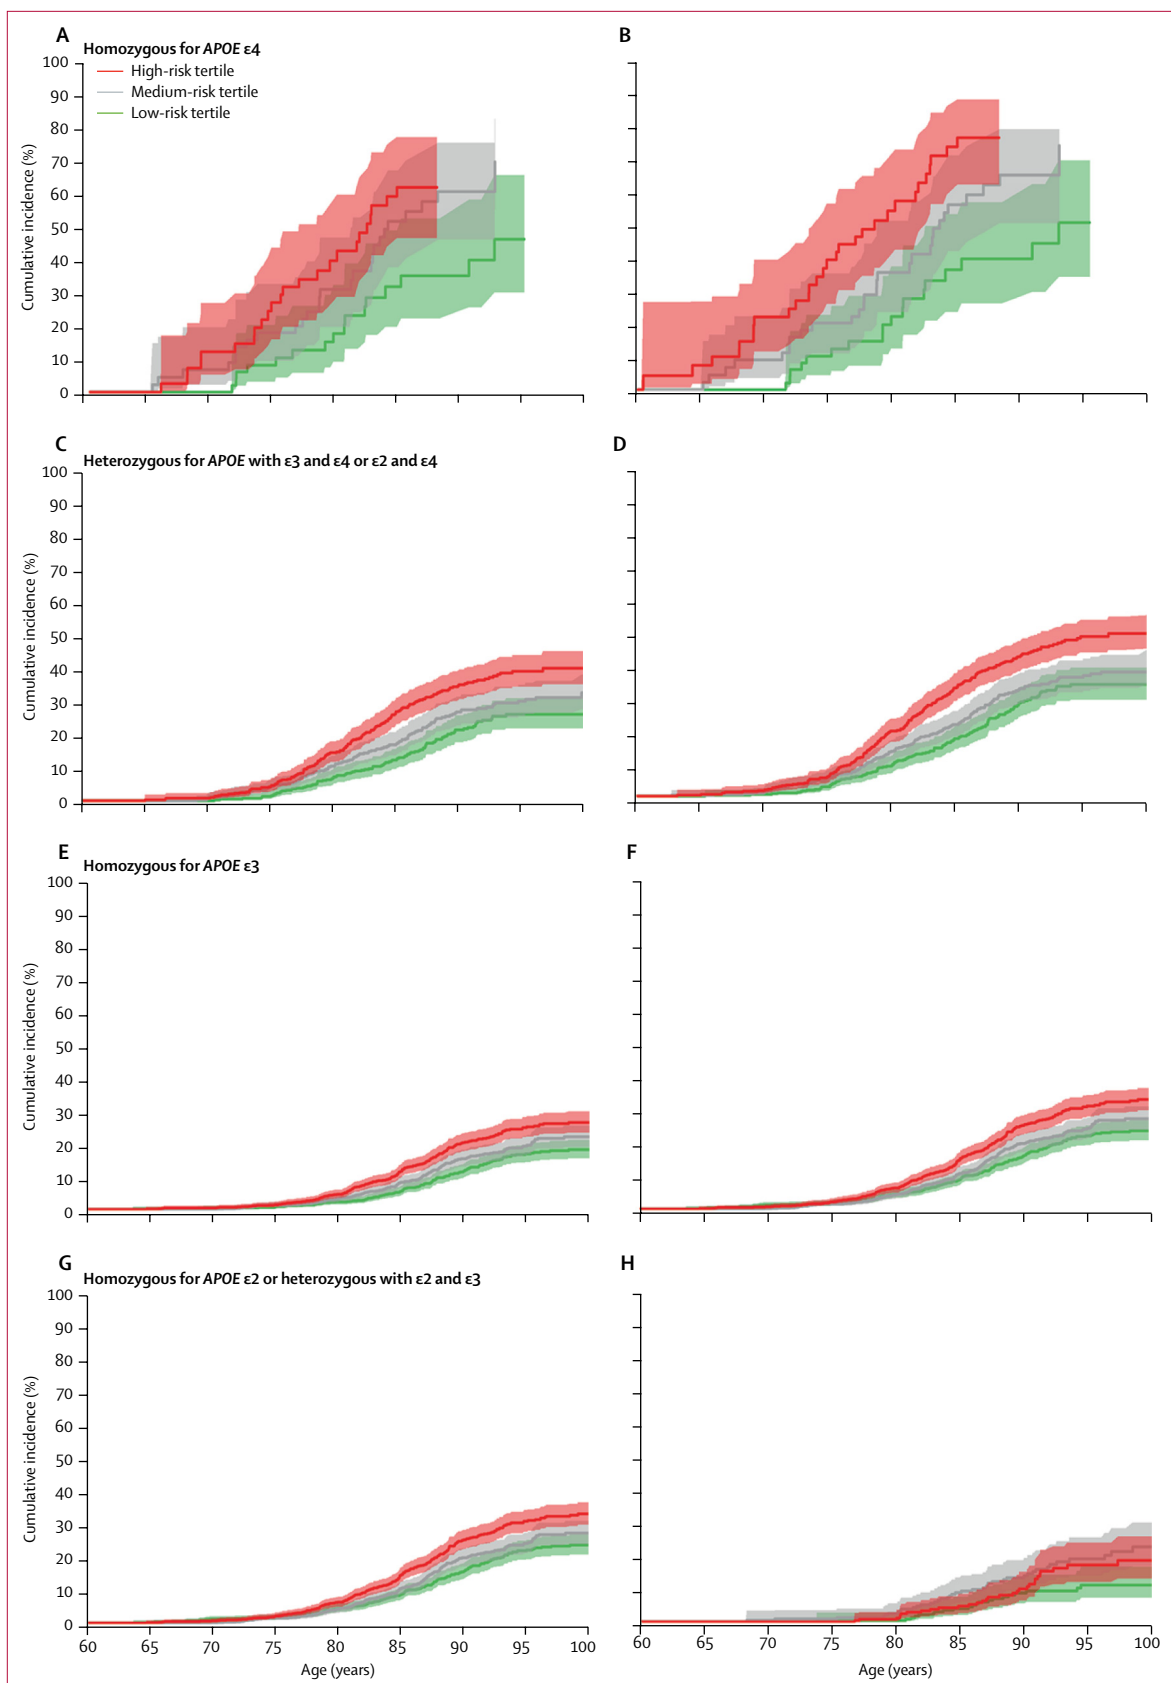 A
B
Homozygous for APOE ε4
High-risk tertile
Medium-risk tertile
Low-risk tertile
Cumulative incidence (%)
100
90
80
70
60
50
40
30
20
10
0
C
D
Heterozygous for APOE with ε3 and ε4 or ε2 and ε4
Cumulative incidence (%)
100
90
80
70
60
50
40
30
20
10
0
E
F
Homozygous for APOE ε3
Cumulative incidence (%)
100
90
80
70
60
50
40
30
20
10
0
G
H
Homozygous for APOE ε2 or heterozygous with ε2 and ε3
Cumulative incidence (%)
100
90
80
70
60
50
40
30
20
10
0
60 65 70 75 80 85 90 95 100
Age (years)
60 65 70 75 80 85 90 95 100
Age (years)